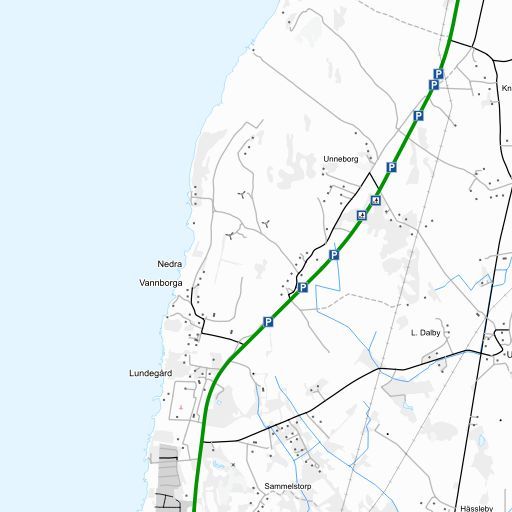 P
P
Kn
P
Unneborg
P
P
Nedra
Vannborga
P
P
L. Dalby
U
Lundegård
Sammelstorp
Hässleby